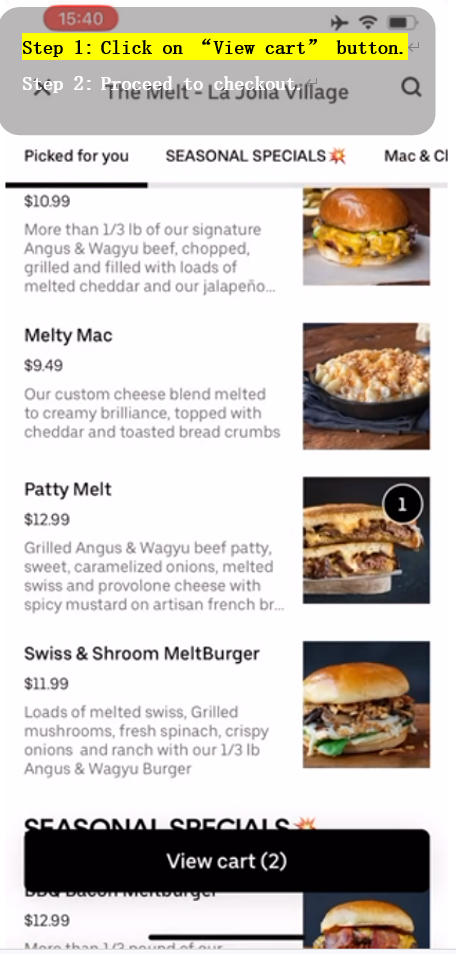 15:40
Step 1: Click on “View cart” button.
Step 2: Proceed to checkout.
The Melt - La Jolla Village
Picked for you SEASONAL SPECIALS💥 Mac & Ch
$10.99
More than 1/3 lb of our signature
Angus & Wagyu beef, chopped,
grilled and filled with loads of
melted cheddar and our jalapeño...
Melty Mac
$9.49
Our custom cheese blend melted
to creamy brilliance, topped with
cheddar and toasted bread crumbs
Patty Melt
1
$12.99
Grilled Angus & Wagyu beef patty,
sweet, caramelized onions, melted
swiss and provolone cheese with
spicy mustard on artisan french br...
Swiss & Shroom MeltBurger
$11.99
Loads of melted swiss, Grilled
mushrooms, fresh spinach, crispy
onions and ranch with our 1/3 lb
Angus & Wagyu Burger
SEASONAL SPECIALS💥
View cart (2)
BBQ Bacon Meltburger
$12.99
More than 1/3 pound of our